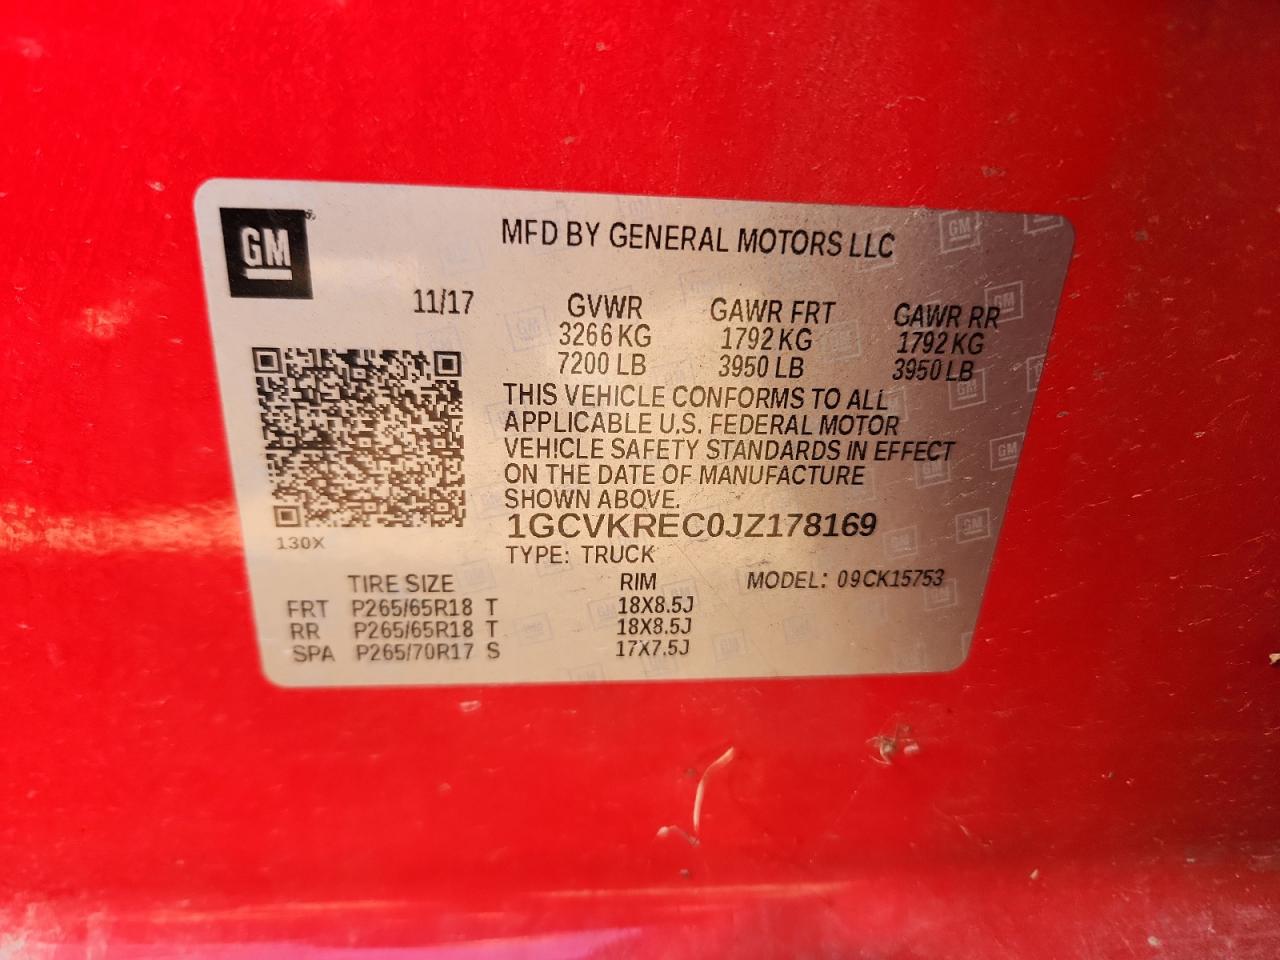 GM
MFD BY GENERAL MOTORS LLC
11/17 GVWR GAWR FRT GAWR RR
3266 KG 1792 KG 1792 KG
7200 LB 3950 LB 3950 LB
THIS VEHICLE CONFORMS TO ALL
APPLICABLE U.S. FEDERAL MOTOR
VEHICLE SAFETY STANDARDS IN EFFECT
ON THE DATE OF MANUFACTURE
SHOWN ABOVE.
1GCVKREC0JZ178169
130X
TYPE: TRUCK
TIRE SIZE RIM MODEL: 09CK15753
FRT P265/65R18 T 18X8.5J
RR P265/65R18 T 18X8.5J
SPA P265/70R17 S 17X7.5J